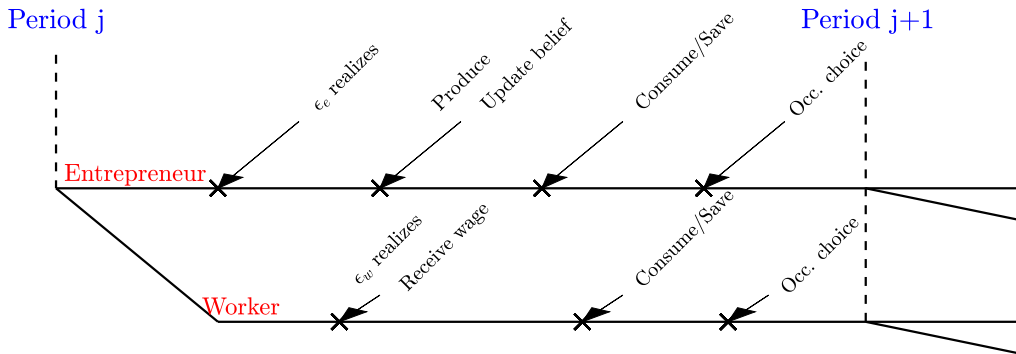 Period j
Period j+1
ϵₑ realizes
Produce
Update belief
Consume/Save
Occ. choice
Entrepreneur
ϵ_w realizes
Receive wage
Consume/Save
Occ. choice
Worker